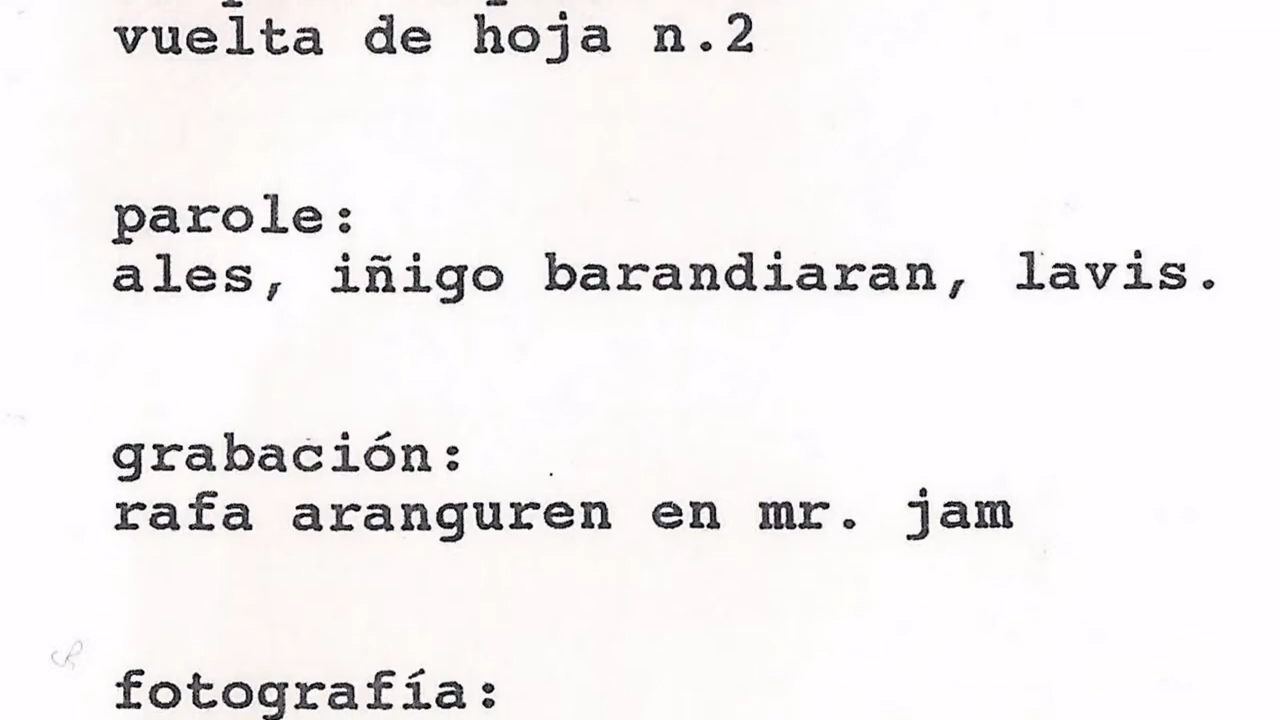 vuelta de hoja n.2
parole:
ales, iñigo barandiaran, lavis.
grabación:
rafa aranguren en mr. jam
fotografía: